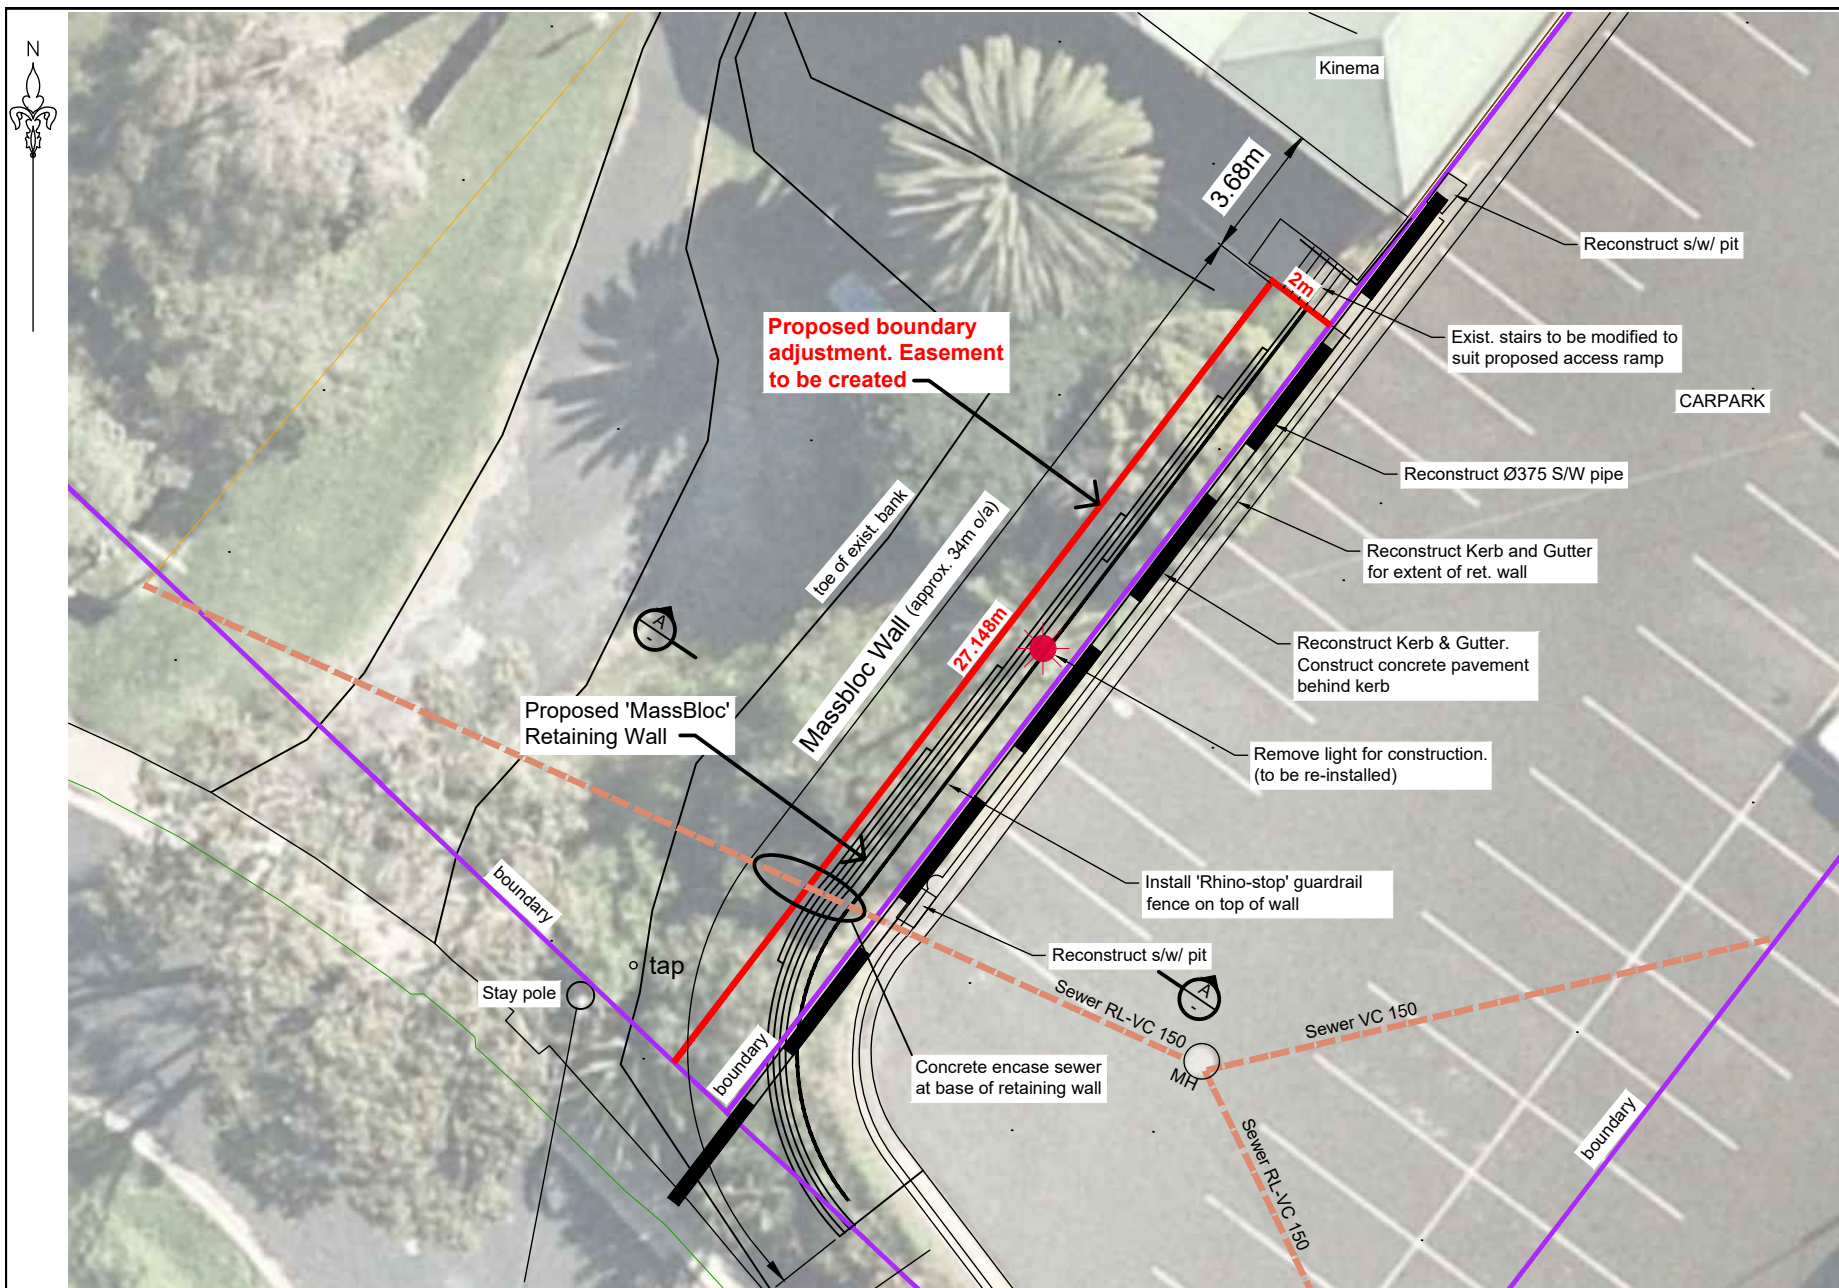 N
Kinema
3.68m
Reconstruct s/w/ pit
2m
Proposed boundary
adjustment. Easement
to be created
Exist. stairs to be modified to
suit proposed access ramp
CARPARK
Reconstruct Ø375 S/W pipe
toe of exist. bank
Massbloc Wall (approx. 34m o/a)
Reconstruct Kerb and Gutter
for extent of ret. wall
27.148m
A
-
Reconstruct Kerb & Gutter.
Construct concrete pavement
behind kerb
Proposed 'MassBloc'
Retaining Wall
Remove light for construction.
(to be re-installed)
boundary
Install 'Rhino-stop' guardrail
fence on top of wall
Reconstruct s/w/ pit
tap
Stay pole
A
-
Sewer RL-VC 150
Sewer VC 150
MH
boundary
Concrete encase sewer
at base of retaining wall
boundary
Sewer RL-VC 150